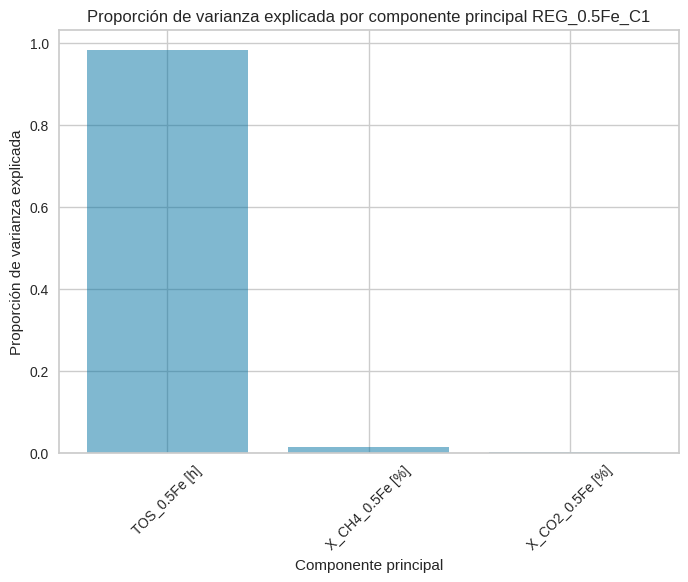 Proporción de varianza explicada por componente principal REG_0.5Fe_C1
Proporción de varianza explicada
1.0
0.8
0.6
0.4
0.2
0.0
TOS_0.5Fe [h]
X_CH4_0.5Fe [%]
X_CO2_0.5Fe [%]
Componente principal